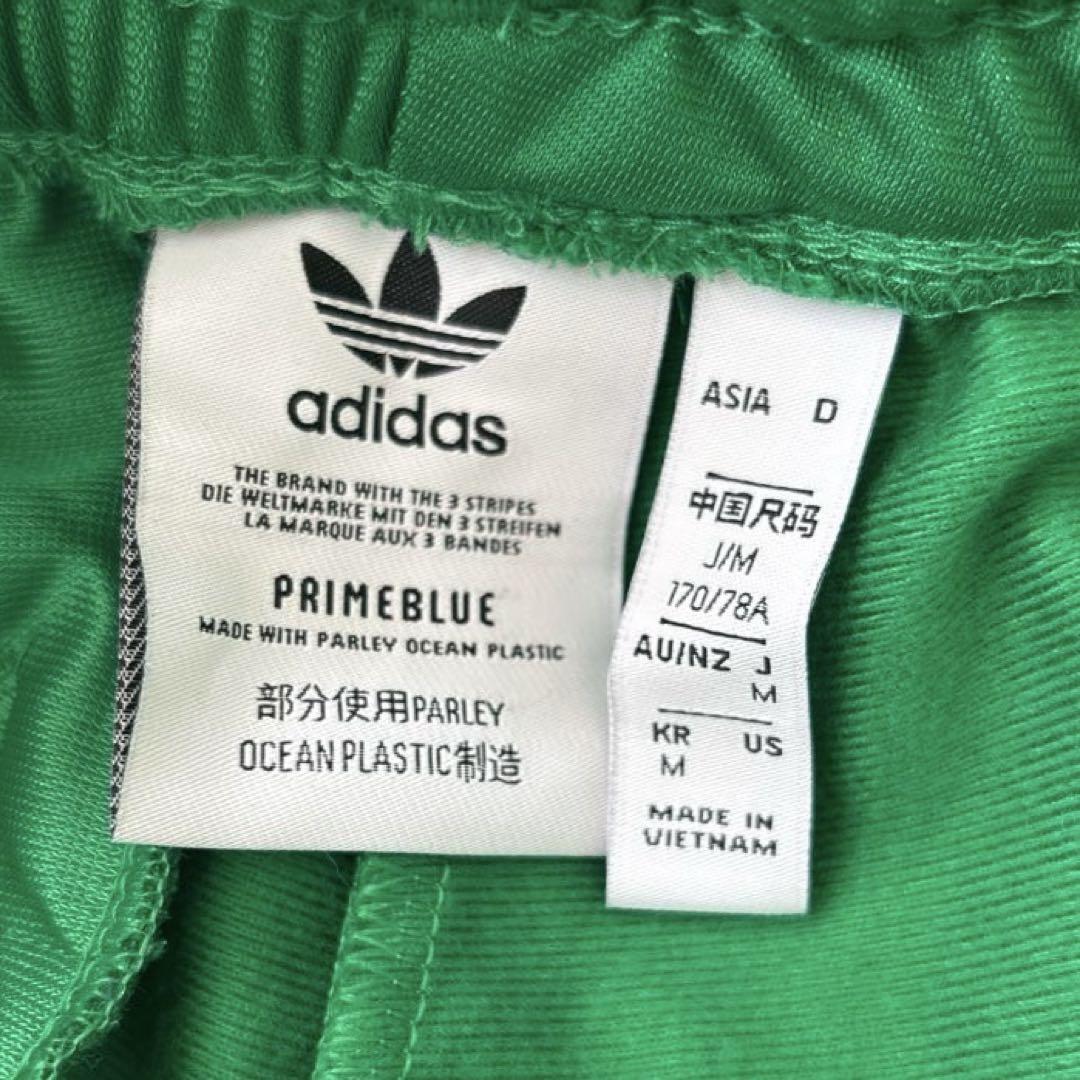 adidas
THE BRAND WITH THE 3 STRIPES
DIE WELTMARKE MIT DEN 3 STREIFEN
LA MARQUE AUX 3 BANDES
PRIMEBLUE
MADE WITH PARLEY OCEAN PLASTIC
部分使用PARLEY
OCEAN PLASTIC制造
ASIA D
中国尺码
J/M
170/78A
AU/NZ J
M
KR US
M
MADE IN
VIETNAM